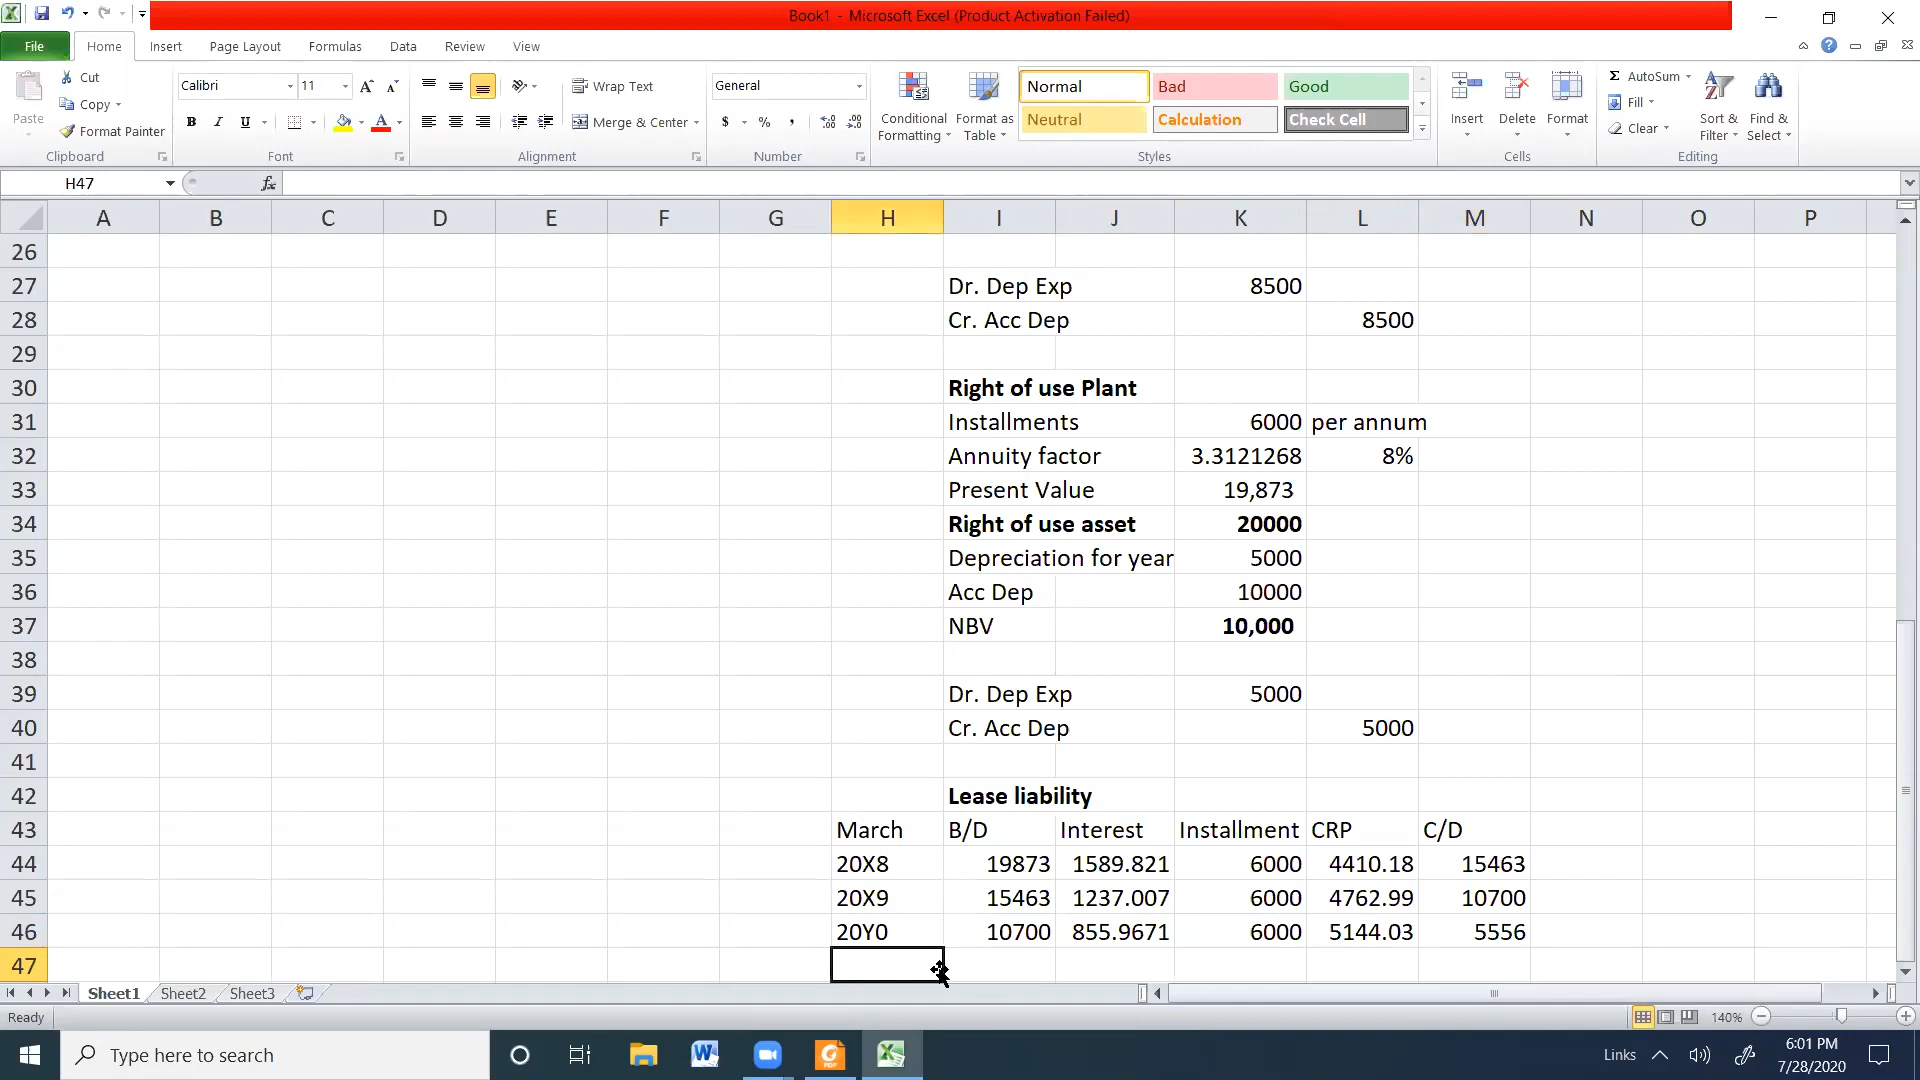 Book1 - Microsoft Excel (Product Activation Failed)
File Home Insert Page Layout Formulas Data Review View
Paste Cut Copy Format Painter
Calibri 11 A A Wrap Text General Normal Bad Good
B I U A Merge & Center $ % , Conditional Formatting Format as Table Neutral Calculation Check Cell
Insert Delete Format
Σ AutoSum Fill Clear Sort & Filter Find & Select
Clipboard Font Alignment Number Styles Cells Editing
H47 fx
A B C D E F G H I J K L M N O P
26
27 Dr. Dep Exp 8500
28 Cr. Acc Dep 8500
29
30 Right of use Plant
31 Installments 6000 per annum
32 Annuity factor 3.3121268 8%
33 Present Value 19,873
34 Right of use asset 20000
35 Depreciation for year 5000
36 Acc Dep 10000
37 NBV 10,000
38
39 Dr. Dep Exp 5000
40 Cr. Acc Dep 5000
41
42 Lease liability
43 March B/D Interest Installment CRP C/D
44 20X8 19873 1589.821 6000 4410.18 15463
45 20X9 15463 1237.007 6000 4762.99 10700
46 20Y0 10700 855.9671 6000 5144.03 5556
47
Sheet1 Sheet2 Sheet3
Ready 140%
Type here to search Links 6:01 PM
7/28/2020